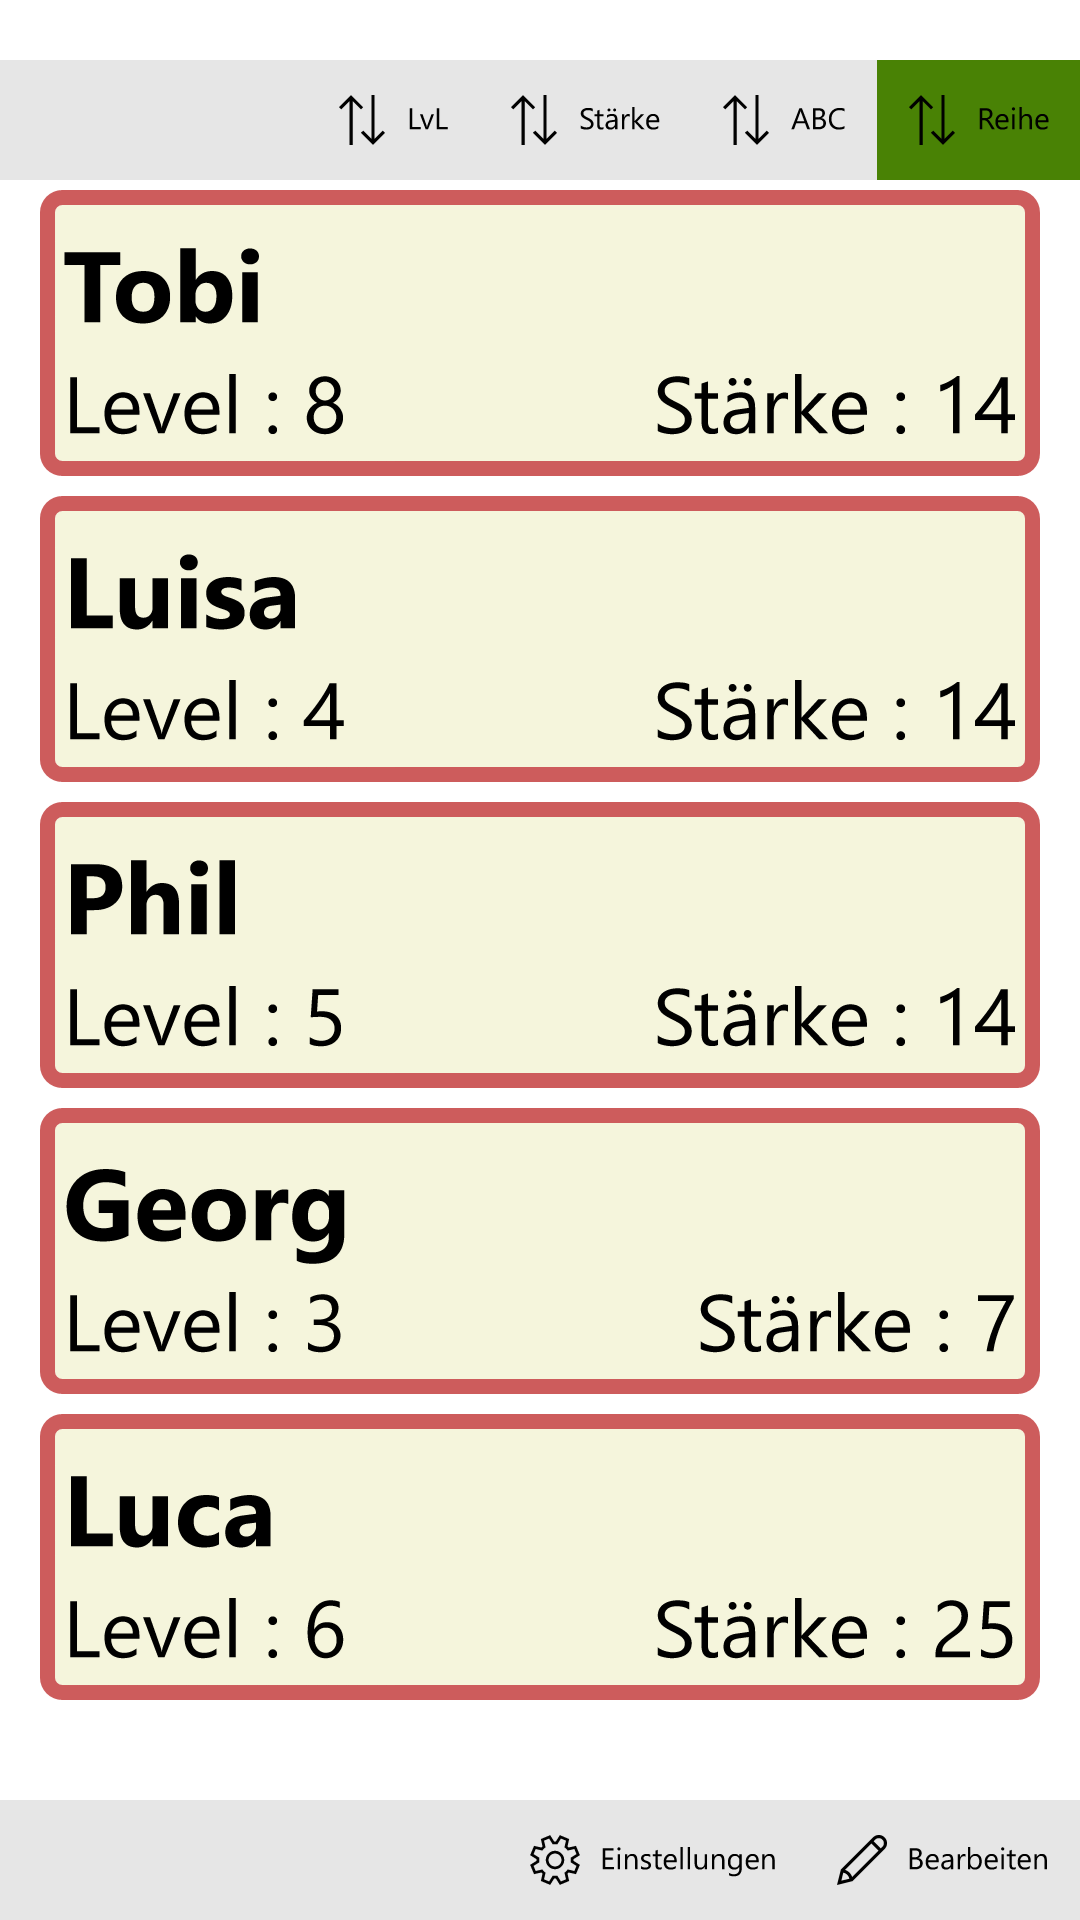 LvL Stärke ABC Reihe
Tobi
Level : 8 Stärke : 14
Luisa
Level : 4 Stärke : 14
Phil
Level : 5 Stärke : 14
Georg
Level : 3 Stärke : 7
Luca
Level : 6 Stärke : 25
Einstellungen Bearbeiten